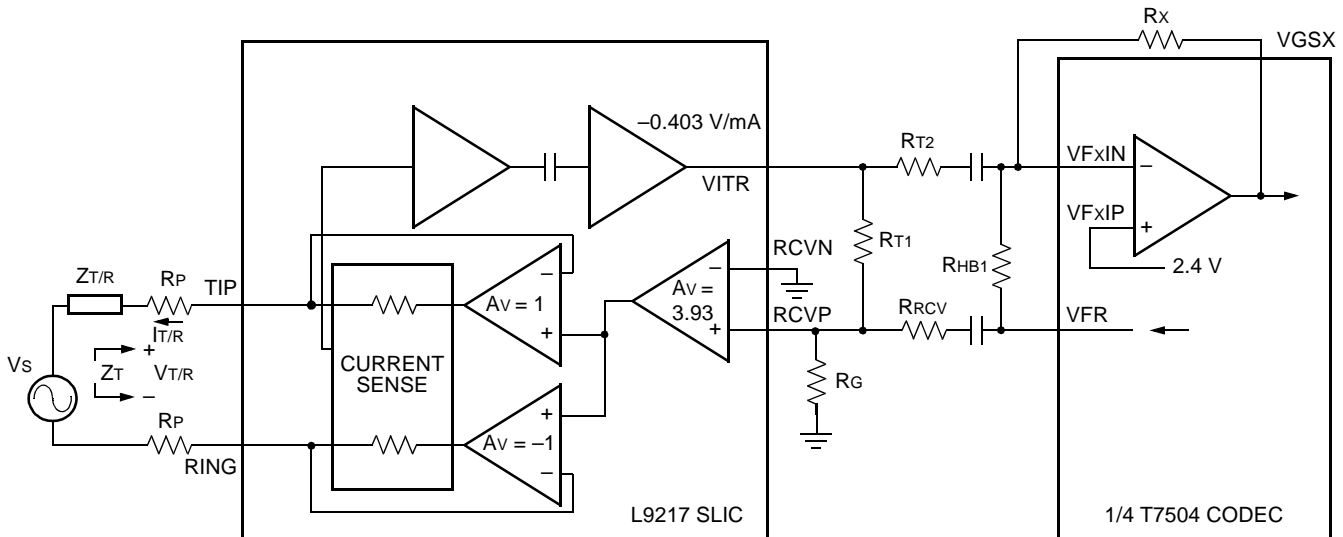 RX
VGSX
–0.403 V/mA
RT2
VFXIN
–
VITR
VFXIP
+
RT1
RCVN
RHB1
2.4 V
ZT/R
RP
TIP
–
AV = 1
+
–
AV =
3.93
+
RCVP
RRCV
VFR
IT/R
VS
ZT
+
VT/R
–
CURRENT
SENSE
RG
RP
+
AV = –1
–
RING
L9217 SLIC
1/4 T7504 CODEC